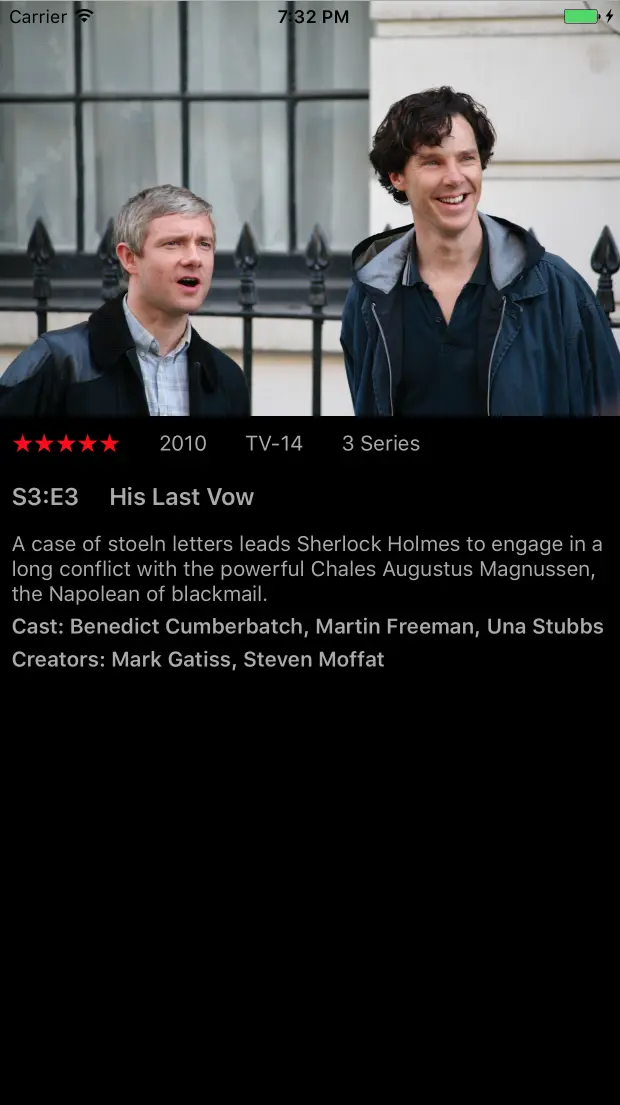 Carrier 7:32 PM
★★★★★ 2010 TV-14 3 Series
S3:E3 His Last Vow
A case of stoeln letters leads Sherlock Holmes to engage in a
long conflict with the powerful Chales Augustus Magnussen,
the Napolean of blackmail.
Cast: Benedict Cumberbatch, Martin Freeman, Una Stubbs
Creators: Mark Gatiss, Steven Moffat